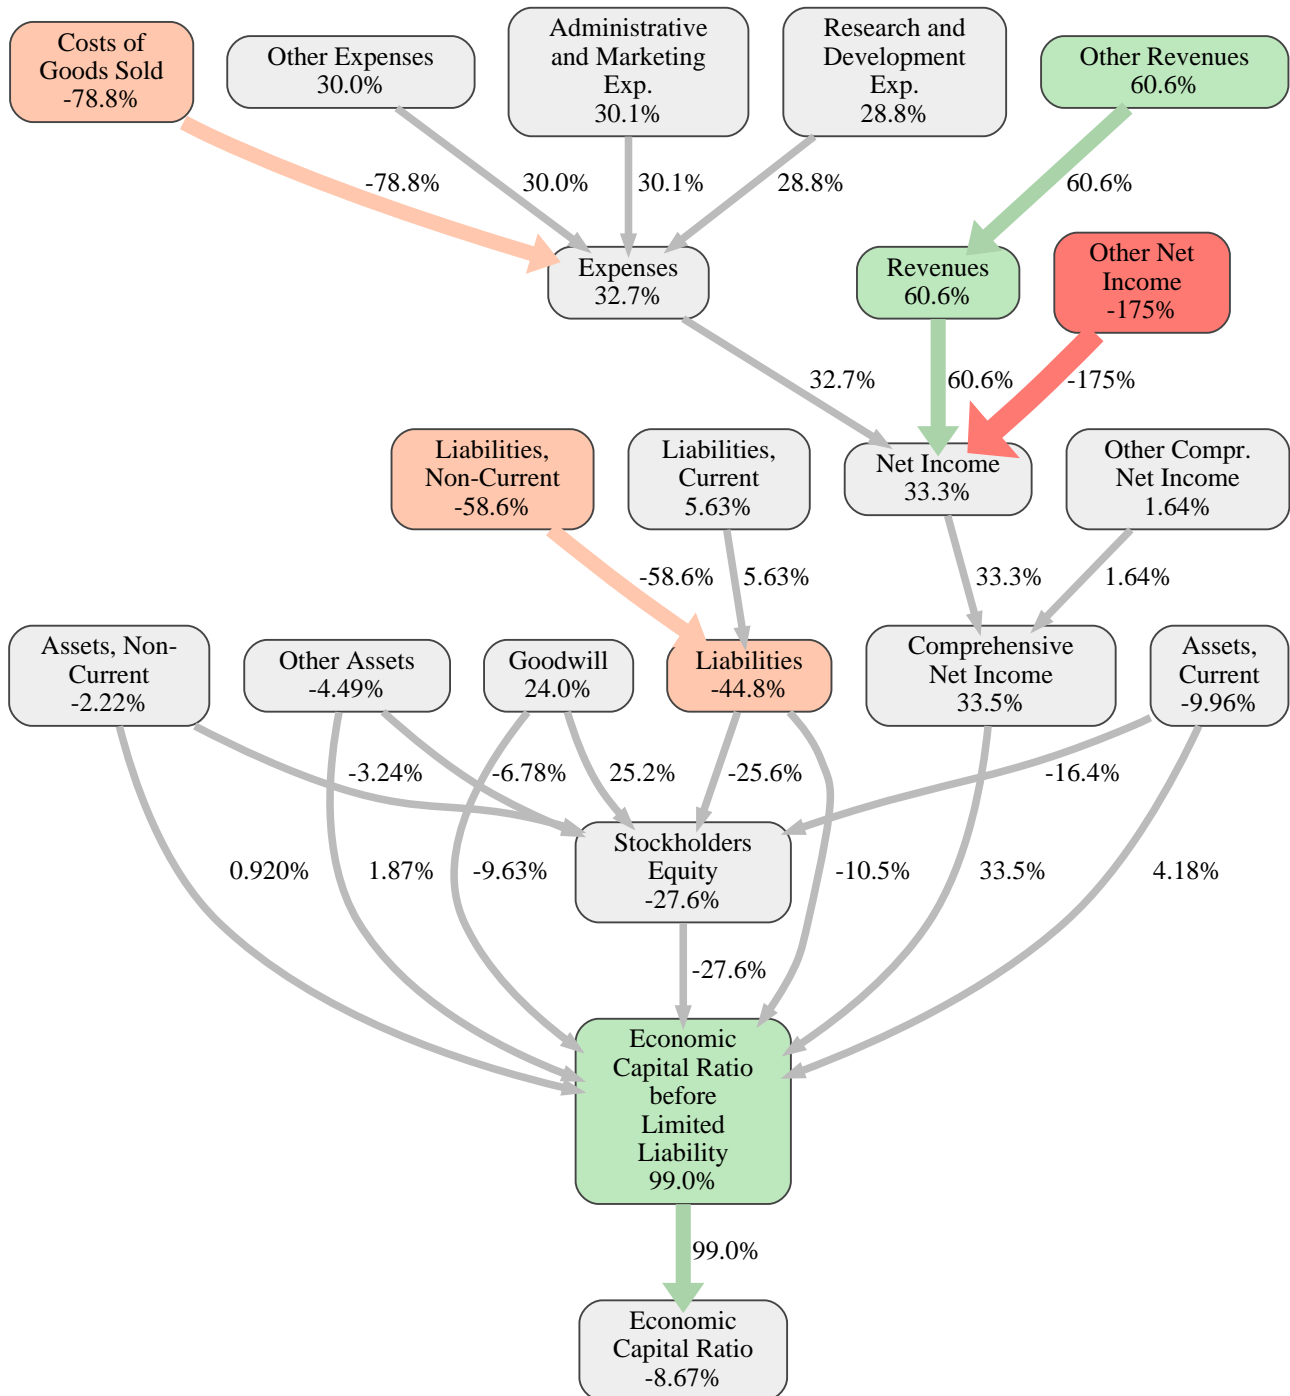 Costs of
Goods Sold
-78.8%
Other Expenses
30.0%
Administrative
and Marketing
Exp.
30.1%
Research and
Development
Exp.
28.8%
Other Revenues
60.6%
-78.8%
30.0%
30.1%
28.8%
60.6%
Expenses
32.7%
Revenues
60.6%
Other Net
Income
-175%
32.7%
60.6%
-175%
Liabilities,
Non-Current
-58.6%
Liabilities,
Current
5.63%
Net Income
33.3%
Other Compr.
Net Income
1.64%
-58.6%
5.63%
33.3%
1.64%
Assets, Non-
Current
-2.22%
Other Assets
-4.49%
Goodwill
24.0%
Liabilities
-44.8%
Comprehensive
Net Income
33.5%
Assets,
Current
-9.96%
-3.24%
-6.78%
25.2%
-25.6%
-16.4%
Stockholders
Equity
-27.6%
0.920%
1.87%
-9.63%
-10.5%
33.5%
4.18%
-27.6%
Economic
Capital Ratio
before
Limited
Liability
99.0%
99.0%
Economic
Capital Ratio
-8.67%